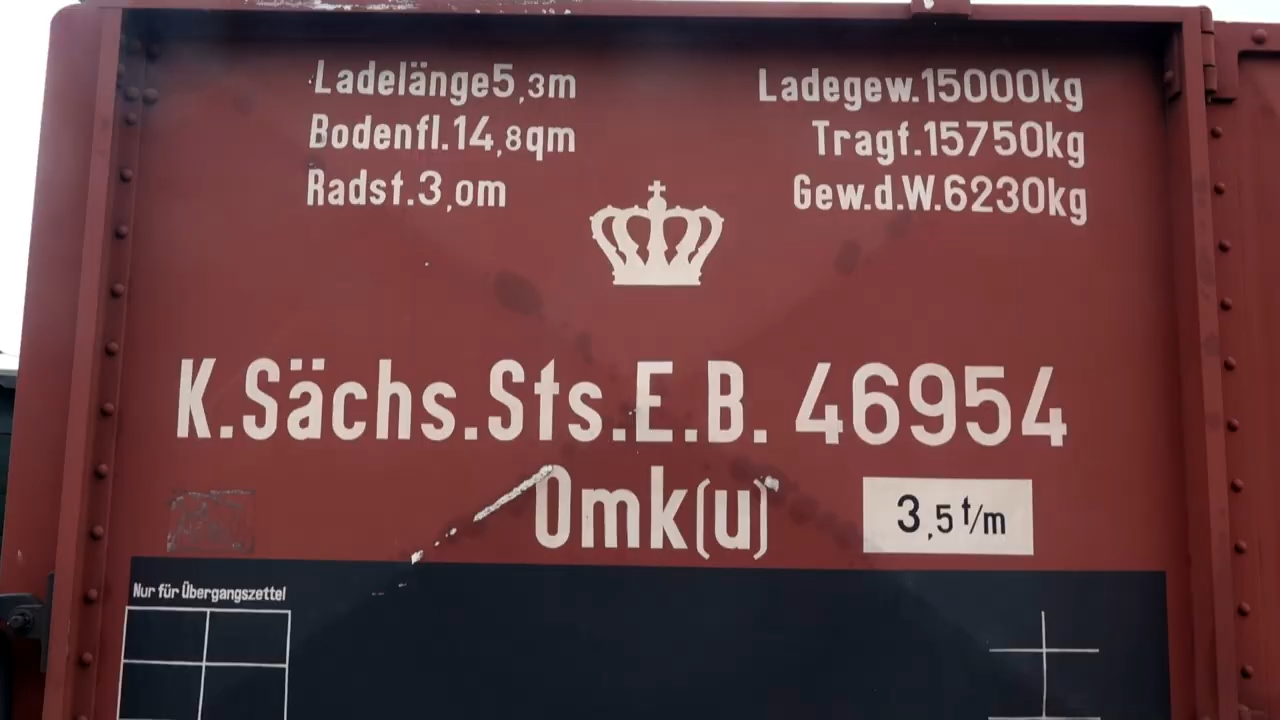 Ladelänge 5,3m
Bodenfl. 14,8qm
Radst. 3,0m
Ladegew. 15000kg
Tragf. 15750kg
Gew.d.W. 6230kg
K.Sächs.Sts.E.B. 46954
Omk(u)
3,5 t/m
Nur für Übergangszettel